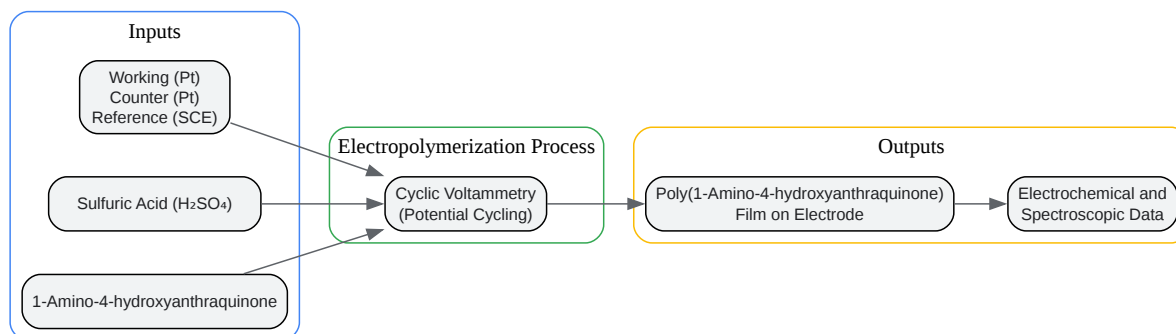 Inputs
Working (Pt)
Counter (Pt)
Reference (SCE)
Sulfuric Acid (H₂SO₄)
1-Amino-4-hydroxyanthraquinone
Electropolymerization Process
Cyclic Voltammetry
(Potential Cycling)
Outputs
Poly(1-Amino-4-hydroxyanthraquinone)
Film on Electrode
Electrochemical and
Spectroscopic Data